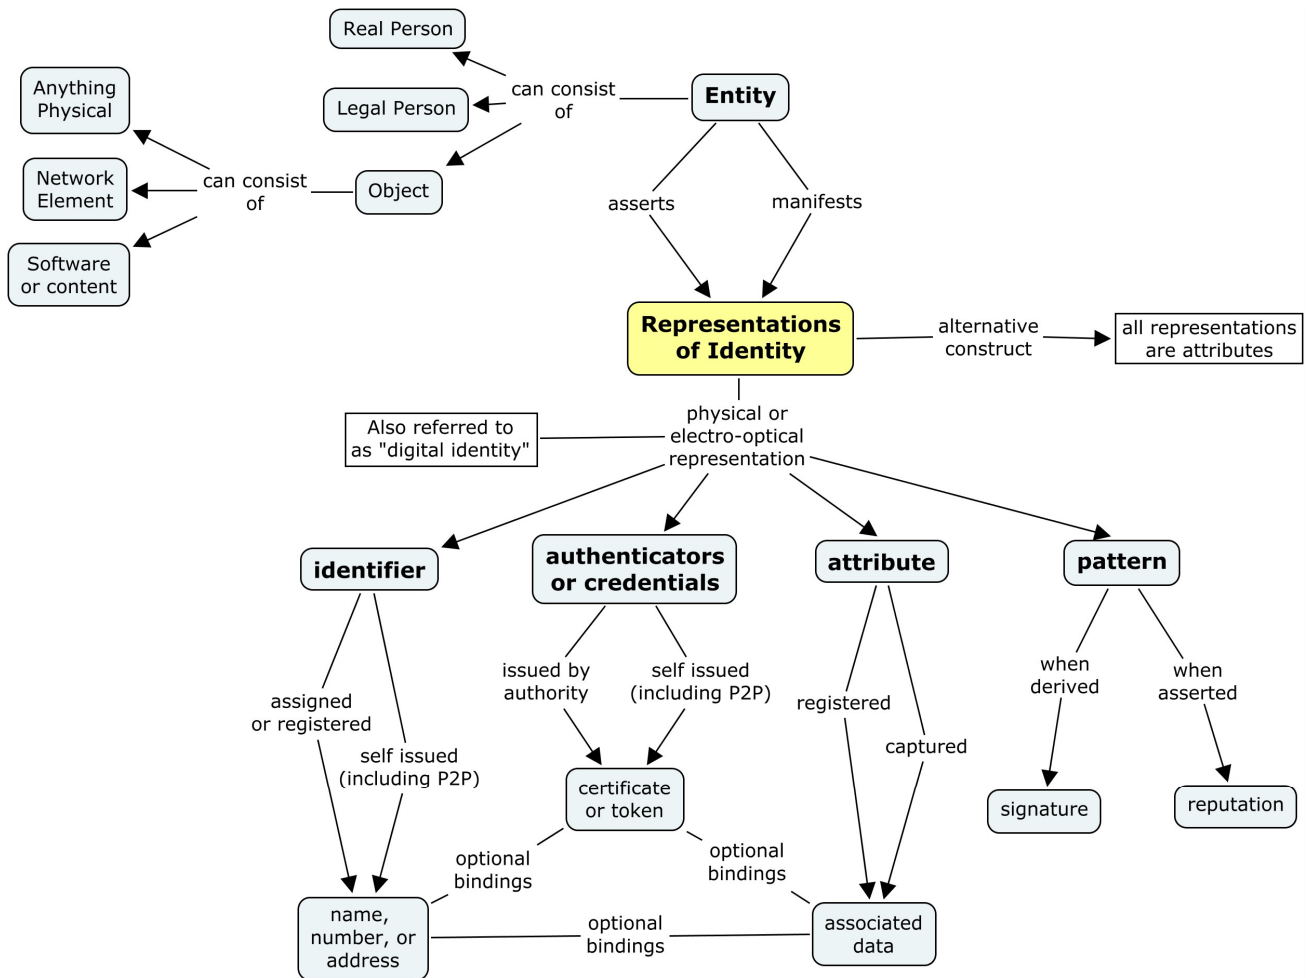 Real Person
Anything
Physical
Legal Person
can consist
of
Entity
Network
Element
can consist
of
Object
Software
or content
asserts
manifests
Representations
of Identity
alternative
construct
all representations
are attributes
Also referred to
as "digital identity"
physical or
electro-optical
representation
identifier
authenticators
or credentials
attribute
pattern
assigned
or registered
self issued
(including P2P)
issued by
authority
self issued
(including P2P)
registered
captured
when
derived
when
asserted
certificate
or token
signature
reputation
optional
bindings
optional
bindings
name,
number, or
address
optional
bindings
associated
data